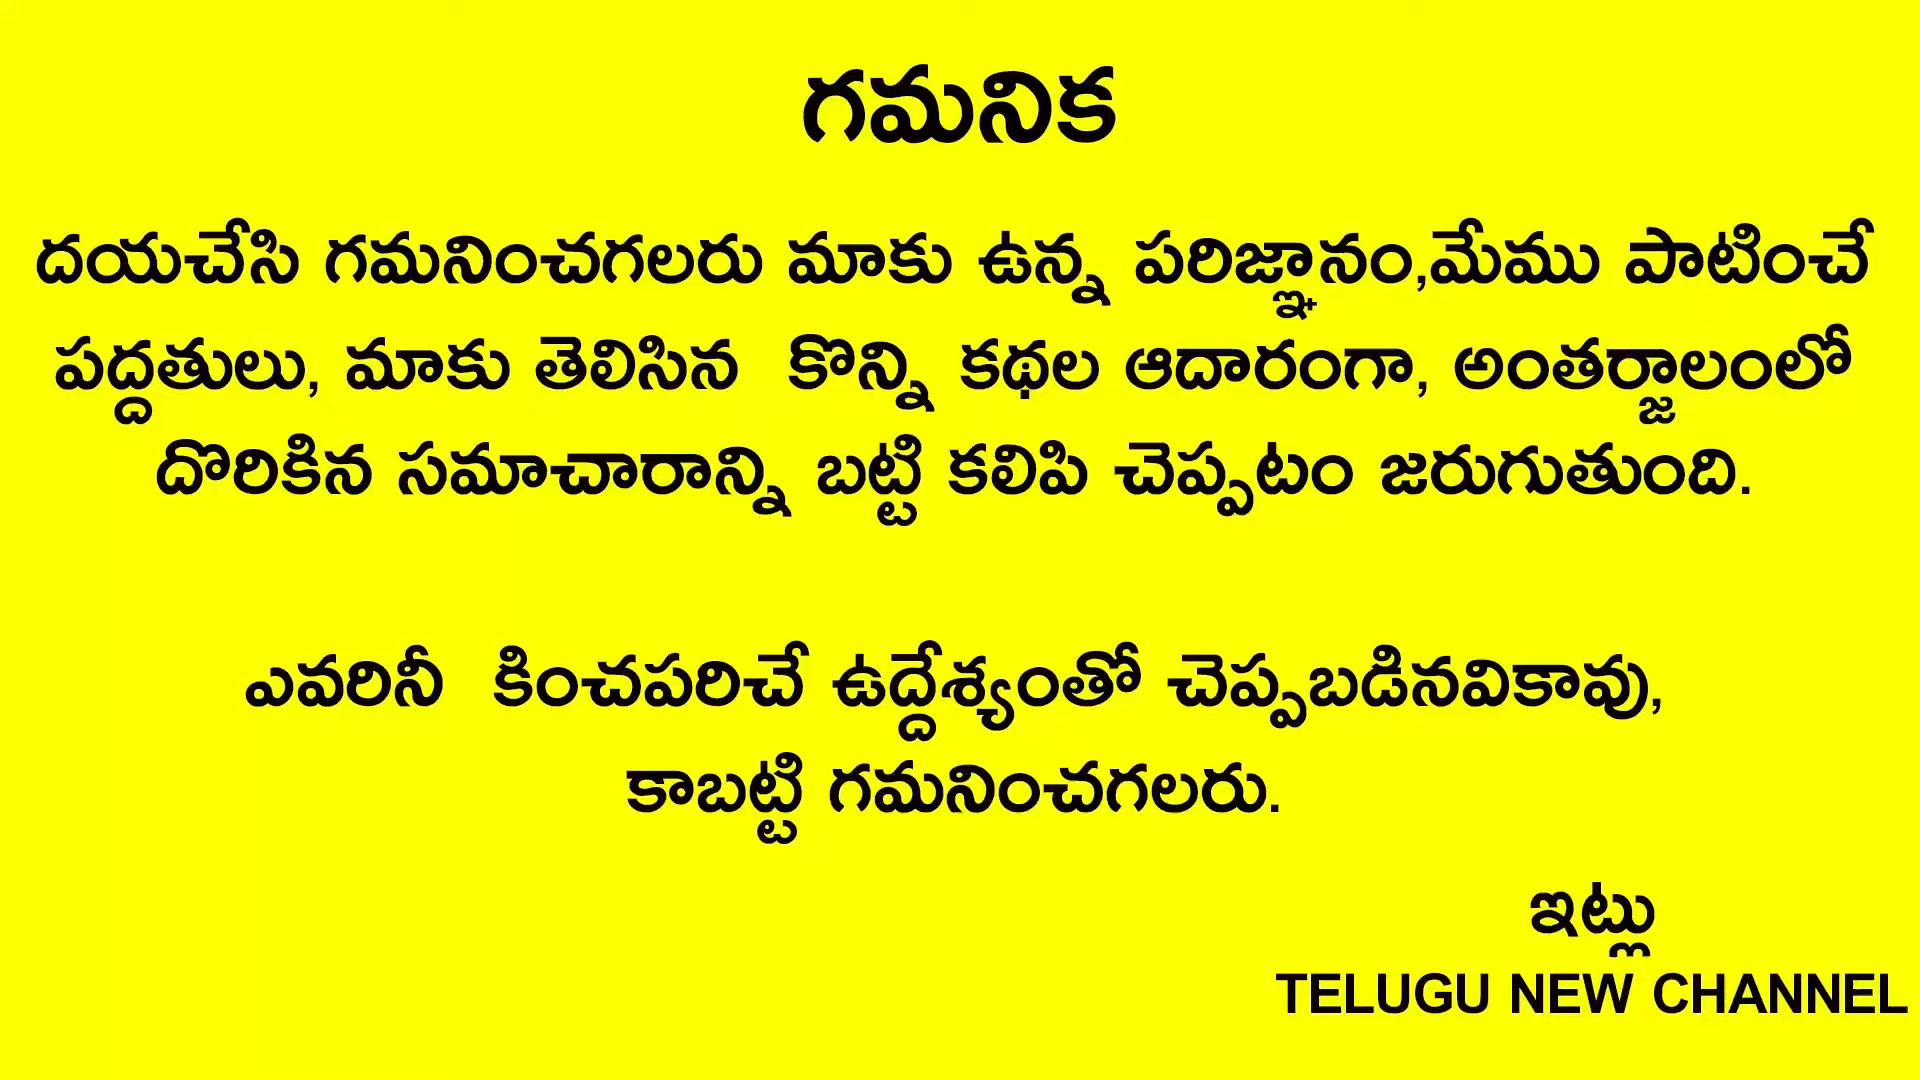 గమనిక
దయచేసి గమనించగలరు మాకు ఉన్న పరిజ్ఞానం,మేము పాటించే
పద్దతులు, మాకు తెలిసిన కొన్ని కథల ఆదారంగా, అంతర్జాలంలో
దొరికిన సమాచారాన్ని బట్టి కలిపి చెప్పటం జరుగుతుంది.
ఎవరినీ కించపరిచే ఉద్దేశ్యంతో చెప్పబడినవికావు,
కాబట్టి గమనించగలరు.
ఇట్లు
TELUGU NEW CHANNEL